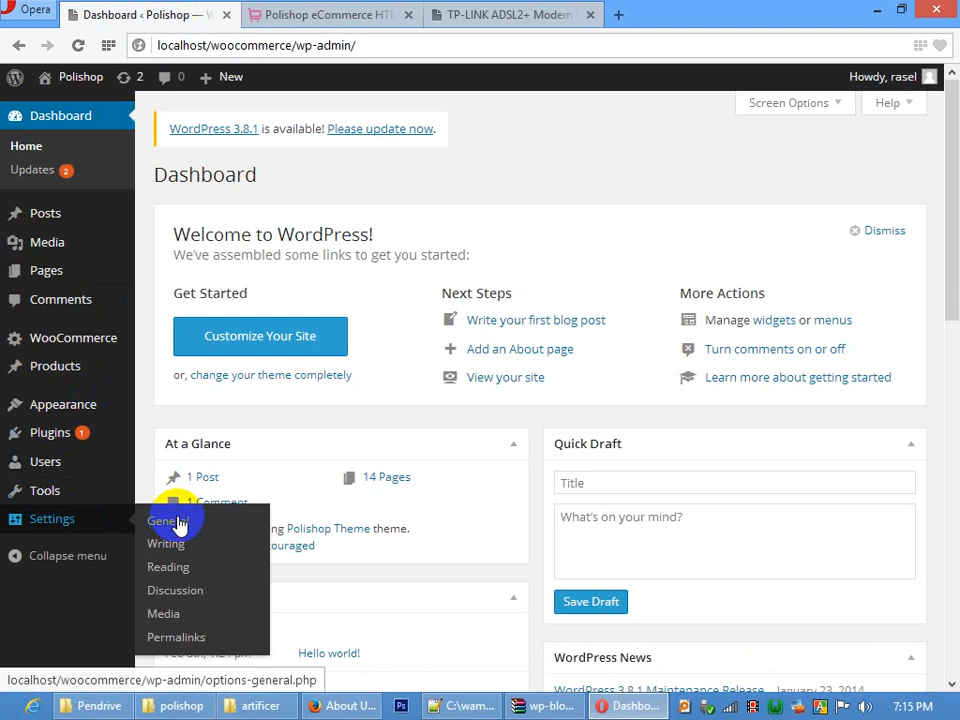 Opera
Dashboard ‹ Polishop — W
Polishop eCommerce HTM
TP-LINK ADSL2+ Modem
localhost/woocommerce/wp-admin/
Polishop
2
0
New
Howdy, rasel
Screen Options
Help
Dashboard
Home
Updates 2
Posts
Media
Pages
Comments
WooCommerce
Products
Appearance
Plugins 1
Users
Tools
Settings
Collapse menu
General
Writing
Reading
Discussion
Media
Permalinks
WordPress 3.8.1 is available! Please update now.
Dashboard
Welcome to WordPress!
We've assembled some links to get you started:
Dismiss
Get Started
Customize Your Site
or, change your theme completely
Next Steps
Write your first blog post
Add an About page
View your site
More Actions
Manage widgets or menus
Turn comments on or off
Learn more about getting started
At a Glance
1 Post
14 Pages
1 Comment
ng Polishop Theme theme.
couraged
Hello world!
Quick Draft
Title
What's on your mind?
Save Draft
WordPress News
WordPress 3.8.1 Maintenance Release
January 23, 2014
localhost/woocommerce/wp-admin/options-general.php
Pendrive
polishop
artificer
About U...
Ps
C:\wam...
wp-blo...
Dashbo...
7:15 PM